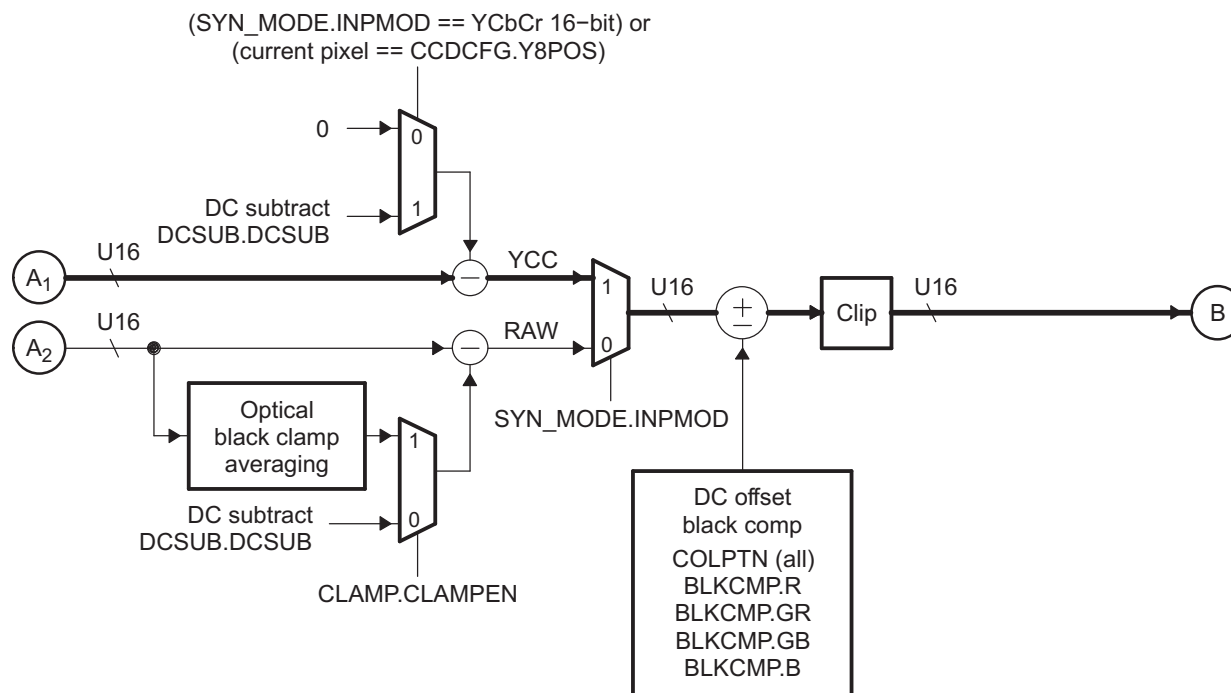 (SYN_MODE.INPMOD == YCbCr 16−bit) or
(current pixel == CCDCFG.Y8POS)
0
0
DC subtract
DCSUB.DCSUB
1
A1
U16
−
YCC
1
U16
+
−
Clip
U16
B
A2
U16
−
RAW
0
SYN_MODE.INPMOD
Optical
black clamp
averaging
1
DC subtract
DCSUB.DCSUB
0
CLAMP.CLAMPEN
DC offset
black comp
COLPTN (all)
BLKCMP.R
BLKCMP.GR
BLKCMP.GB
BLKCMP.B